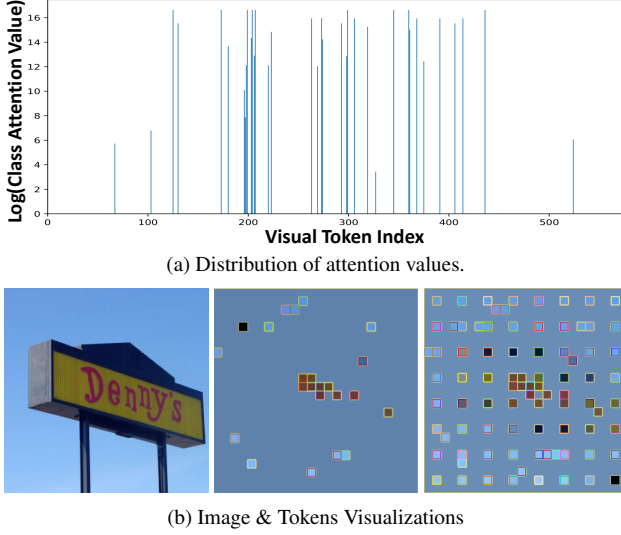 Log(Class Attention Value)
16
14
12
10
8
6
4
2
0
0 100 200 300 400 500
Visual Token Index
(a) Distribution of attention values.
Denny's
(b) Image & Tokens Visualizations